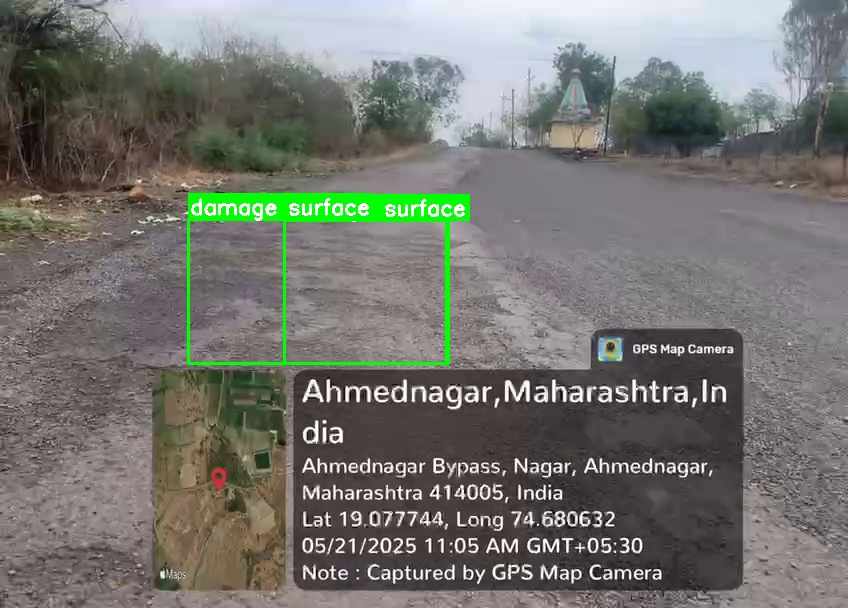 damage surface surface
GPS Map Camera
Ahmednagar,Maharashtra,In
dia
Ahmednagar Bypass, Nagar, Ahmednagar,
Maharashtra 414005, India
Lat 19.077744, Long 74.680632
05/21/2025 11:05 AM GMT+05:30
Note : Captured by GPS Map Camera
Maps